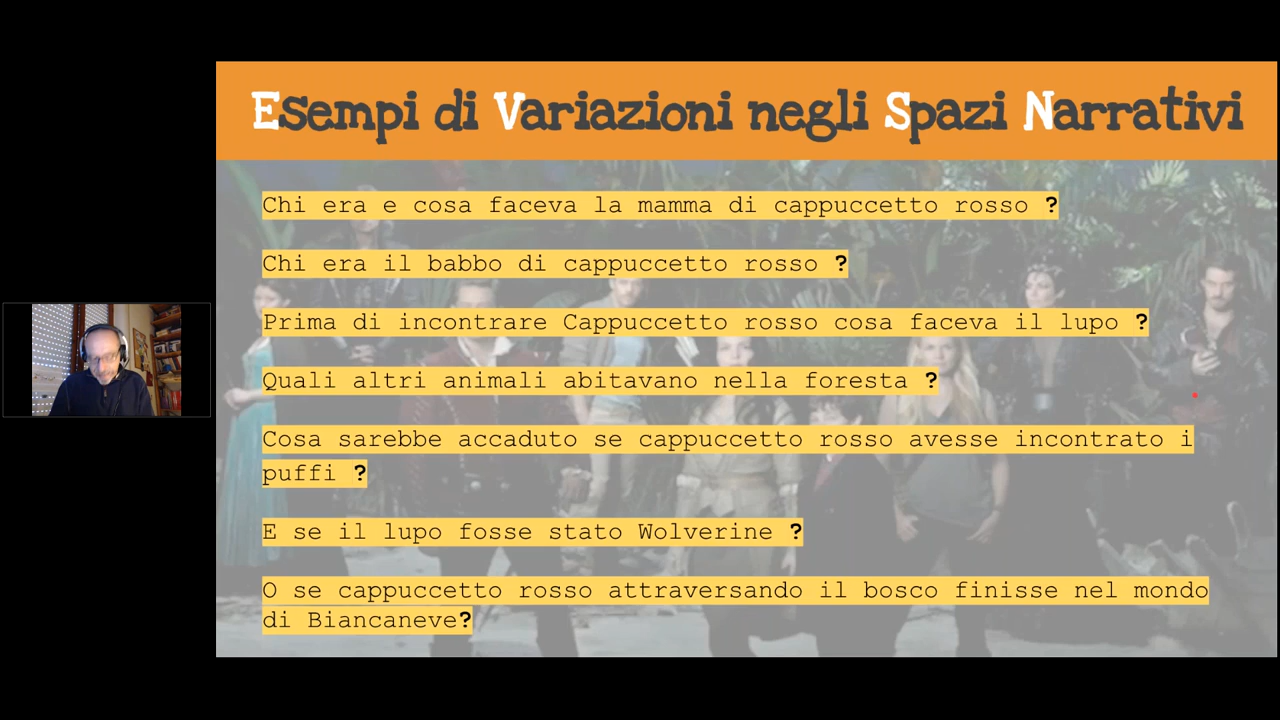 Esempi di Variazioni negli Spazi Narrativi
Chi era e cosa faceva la mamma di cappuccetto rosso ?
Chi era il babbo di cappuccetto rosso ?
Prima di incontrare Cappuccetto rosso cosa faceva il lupo ?
Quali altri animali abitavano nella foresta ?
Cosa sarebbe accaduto se cappuccetto rosso avesse incontrato i
puffi ?
E se il lupo fosse stato Wolverine ?
O se cappuccetto rosso attraversando il bosco finisse nel mondo
di Biancaneve?